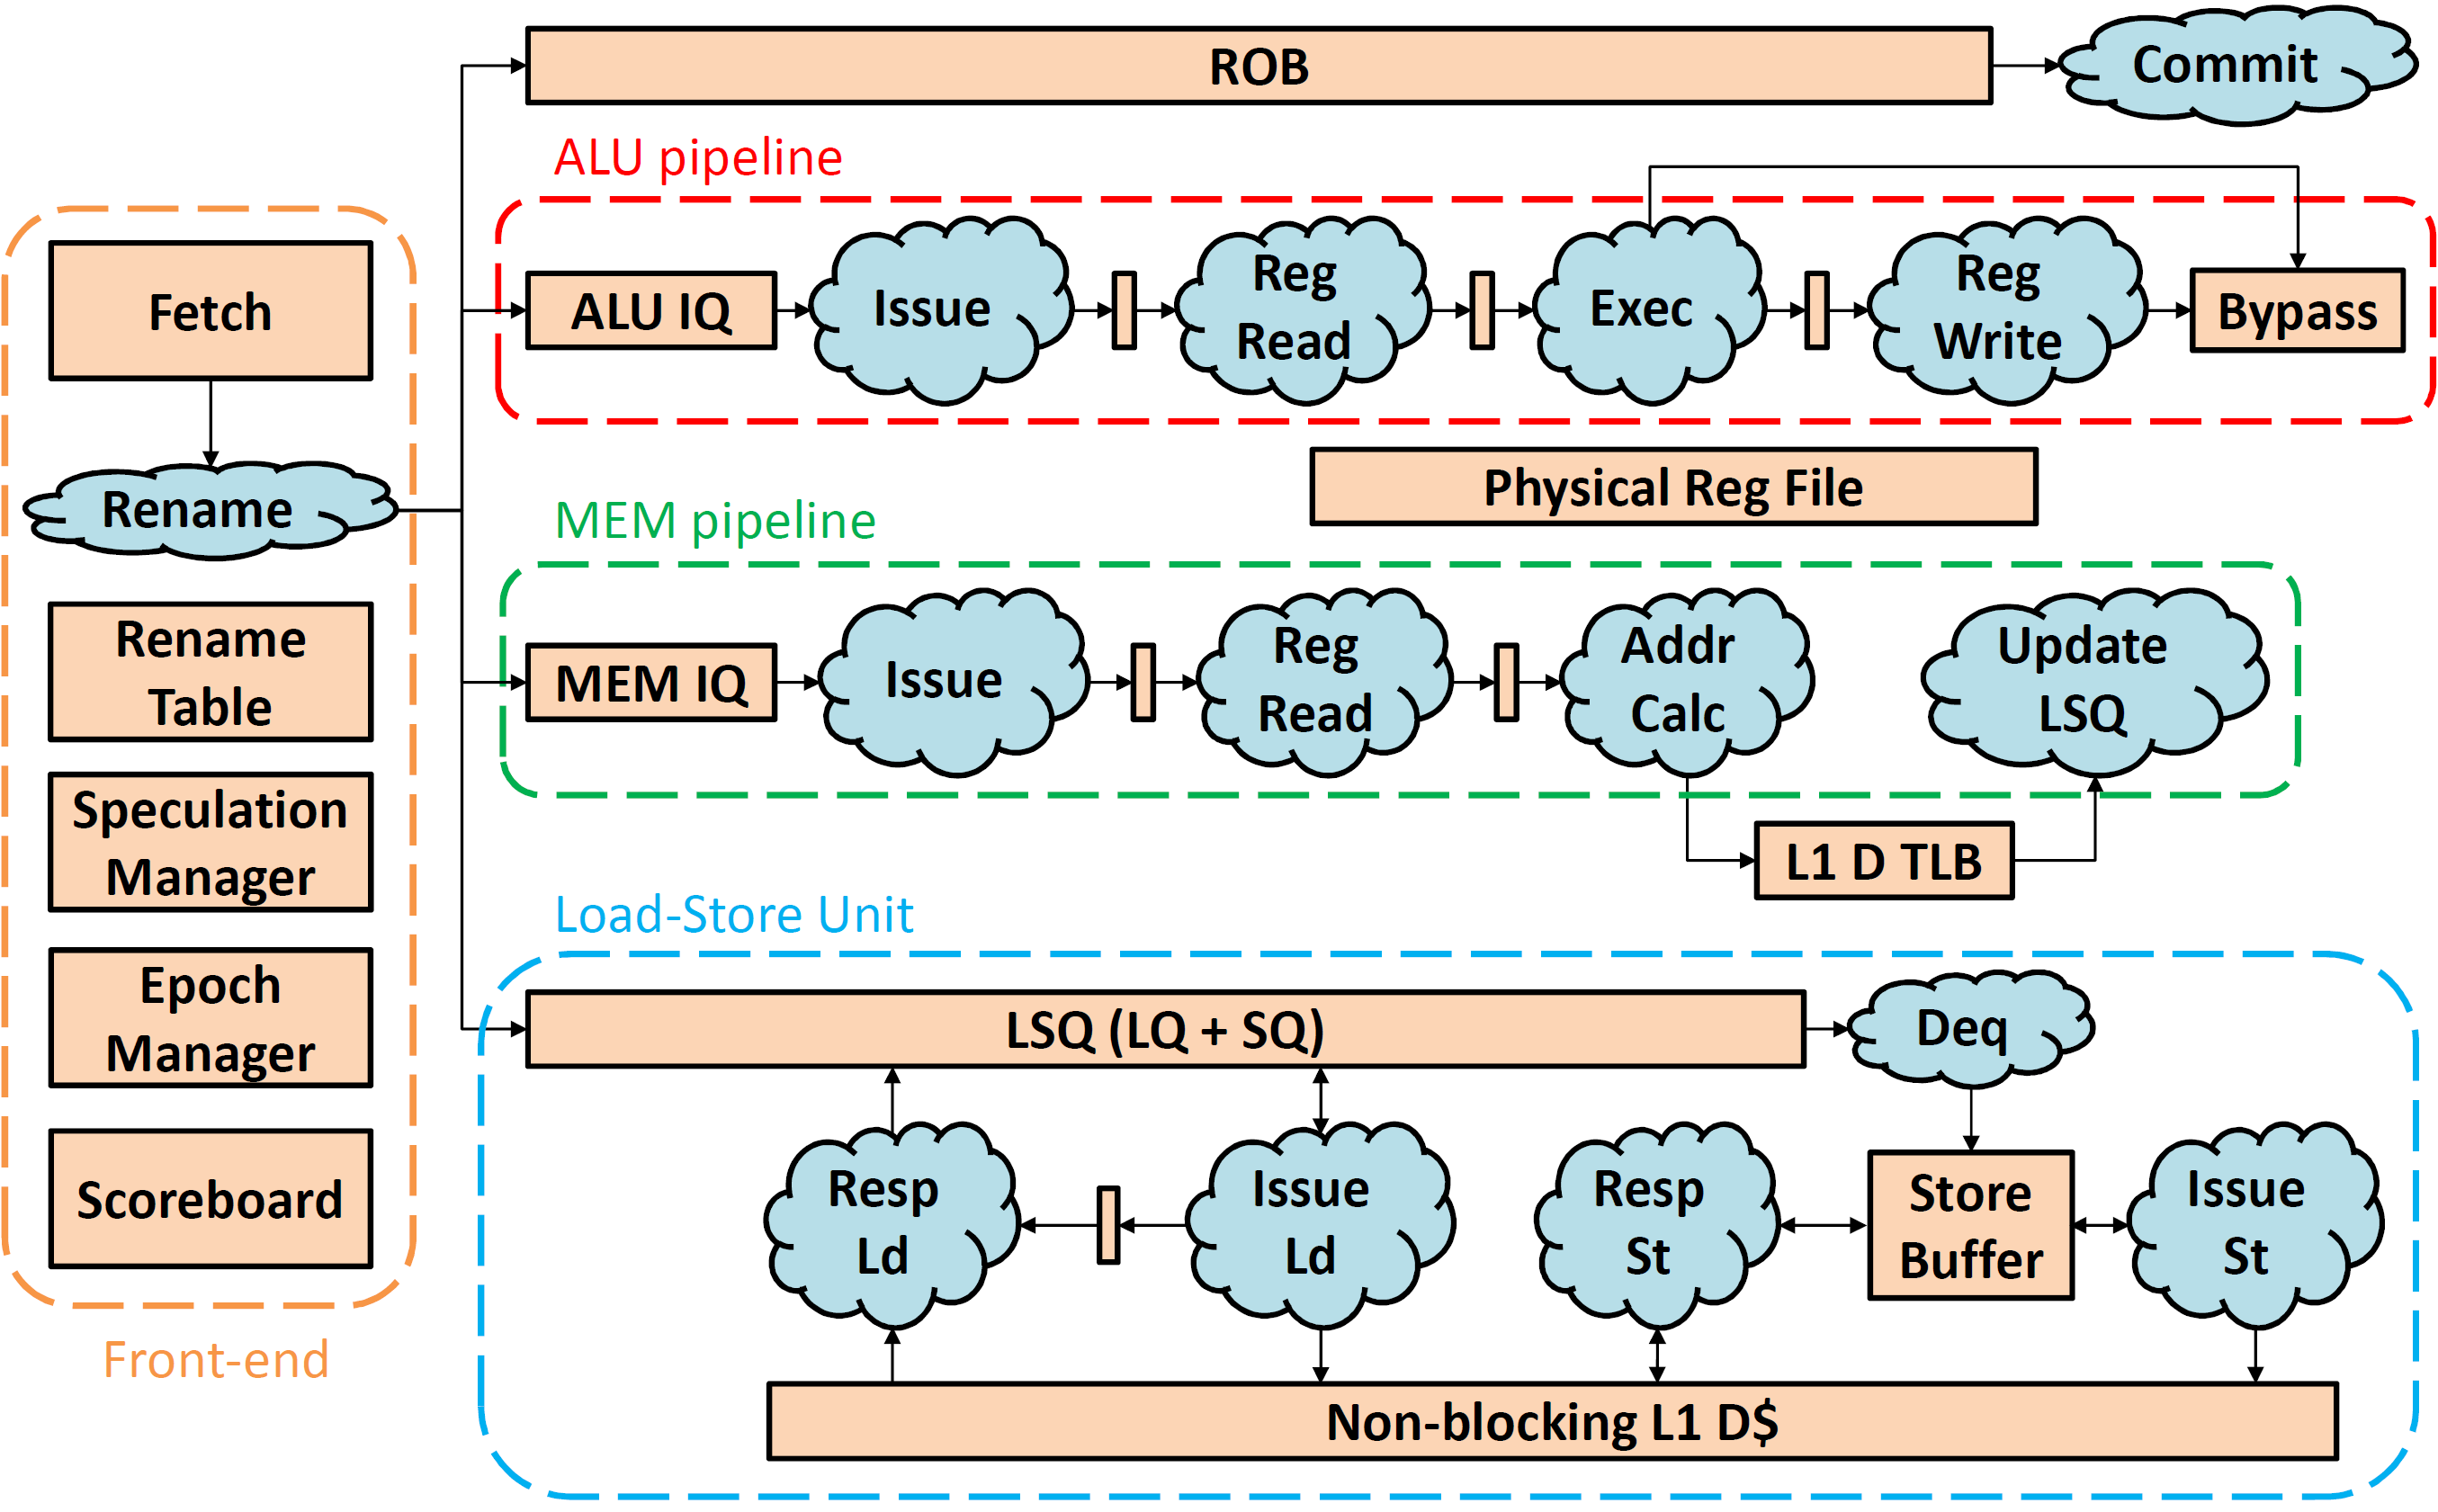 ROB
Commit
ALU pipeline
Fetch
Rename
Rename
Table
Speculation
Manager
Epoch
Manager
Scoreboard
Front-end
ALU IQ
Issue
Reg
Read
Exec
Reg
Write
Bypass
Physical Reg File
MEM pipeline
MEM IQ
Issue
Reg
Read
Addr
Calc
Update
LSQ
L1 D TLB
Load-Store Unit
LSQ (LQ + SQ)
Deq
Resp
Ld
Issue
Ld
Resp
St
Store
Buffer
Issue
St
Non-blocking L1 D$